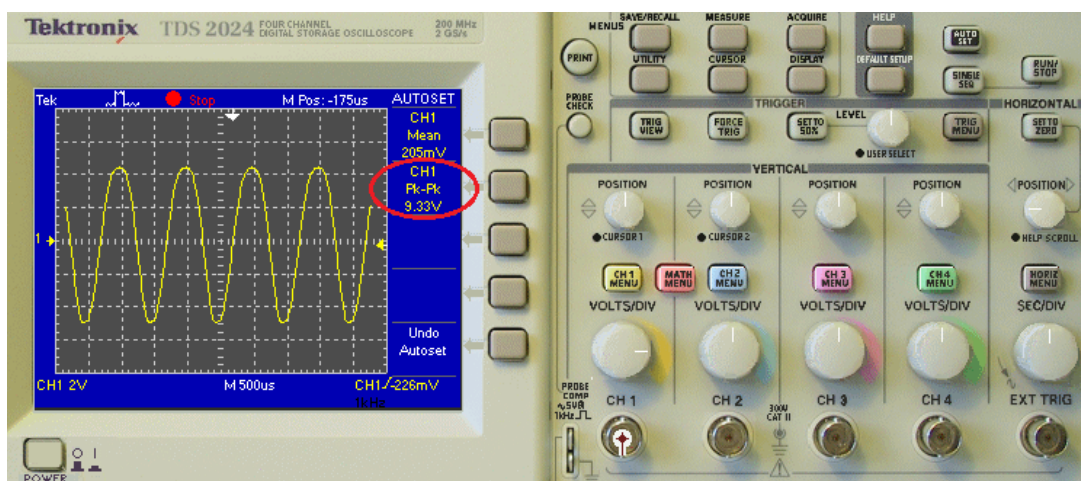 Tektronix TDS 2024 FOUR CHANNEL DIGITAL STORAGE OSCILLOSCOPE 200 MHz 2 GS/s
Tek Stop M Pos: -175us AUTOSET
CH1
Mean
205mV
CH1
Pk-Pk
9.33V
1
Undo
Autoset
CH1 2V M 500us CH1 -226mV
1kHz
POWER
MENUS
SAVE/RECALL MEASURE ACQUIRE HELP
AUTO SET
PRINT
UTILITY CURSOR DISPLAY DEFAULT SETUP
SINGLE SEQ
RUN/ STOP
PROBE CHECK
TRIGGER
HORIZONTAL
TRIG VIEW
FORCE TRIG
SET TO 50%
LEVEL
TRIG MENU
SET TO ZERO
USER SELECT
VERTICAL
POSITION POSITION POSITION POSITION POSITION
CURSOR 1 CURSOR 2 HELP SCROLL
CH 1 MENU
MATH MENU
CH 2 MENU
CH 3 MENU
CH 4 MENU
HORIZ MENU
VOLTS/DIV VOLTS/DIV VOLTS/DIV VOLTS/DIV SEC/DIV
PROBE COMP
~5V@
1kHz
CH 1 CH 2 CH 3 CH 4 EXT TRIG
300V
CAT II